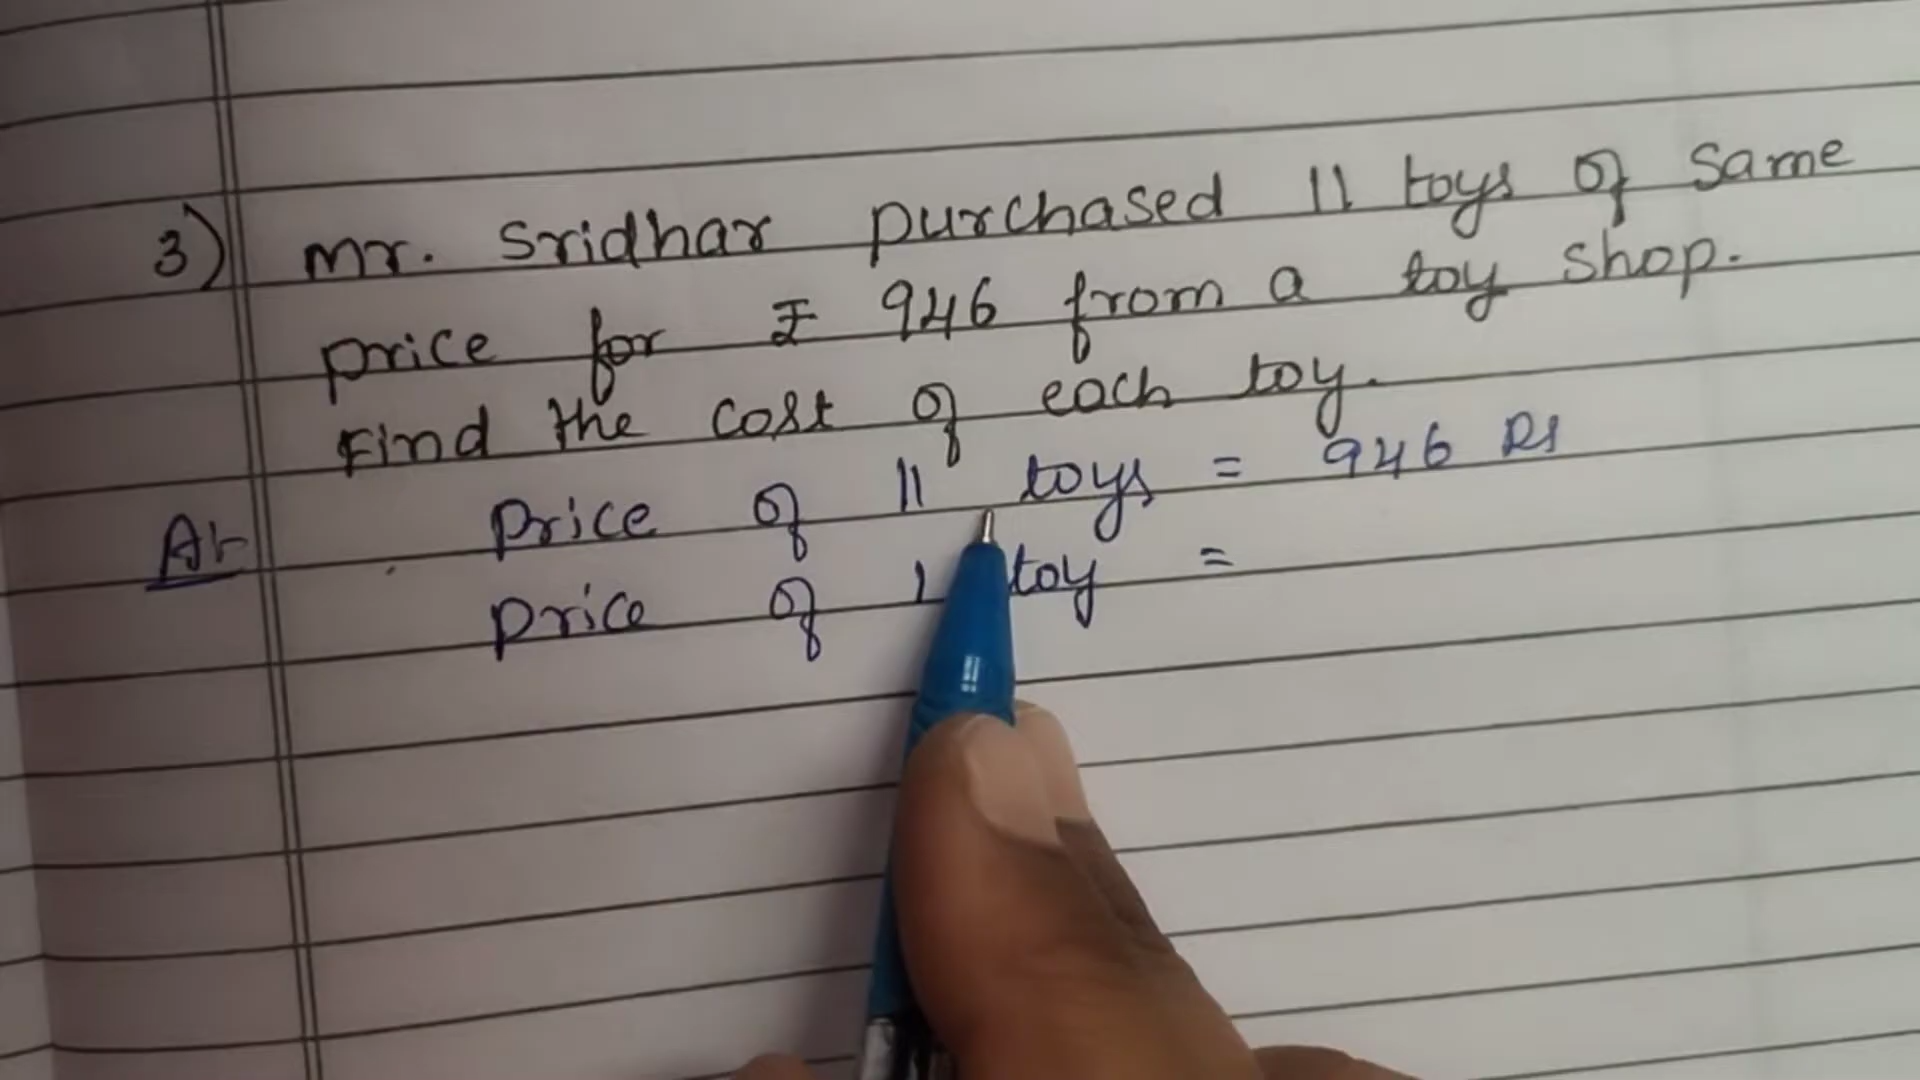 3) Mr. Sridhar purchased 11 toys of same
price for ₹ 946 from a toy shop.
Find the cost of each toy.
A:- Price of 11 toys = 946 Rs
Price of 1 toy =